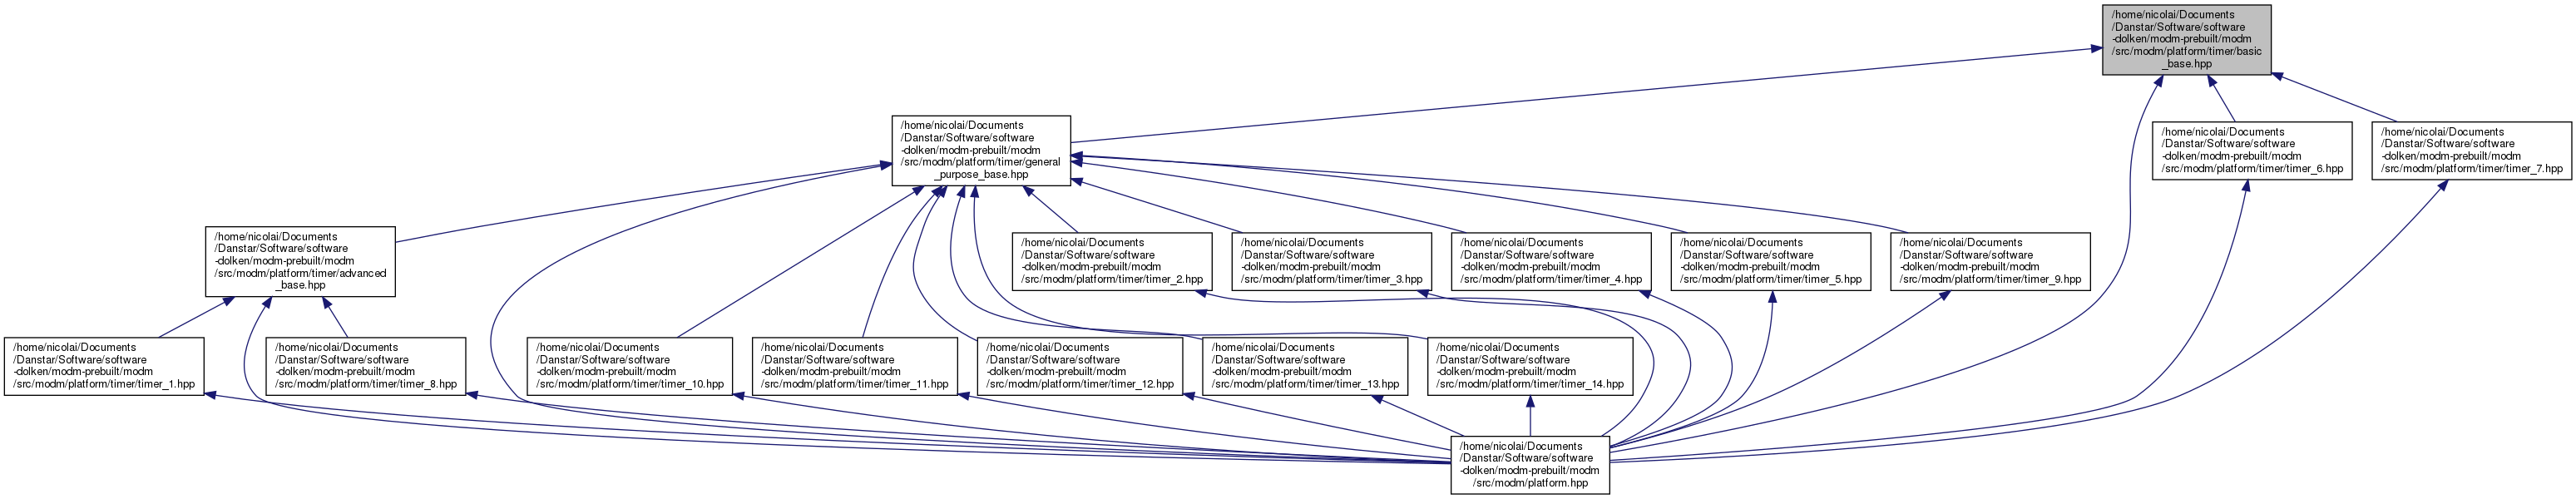 /home/nicolai/Documents
/Danstar/Software/software
-dolken/modm-prebuilt/modm
/src/modm/platform/timer/basic
_base.hpp
/home/nicolai/Documents
/Danstar/Software/software
-dolken/modm-prebuilt/modm
/src/modm/platform/timer/general
_purpose_base.hpp
/home/nicolai/Documents
/Danstar/Software/software
-dolken/modm-prebuilt/modm
/src/modm/platform/timer/timer_6.hpp
/home/nicolai/Documents
/Danstar/Software/software
-dolken/modm-prebuilt/modm
/src/modm/platform/timer/timer_7.hpp
/home/nicolai/Documents
/Danstar/Software/software
-dolken/modm-prebuilt/modm
/src/modm/platform/timer/advanced
_base.hpp
/home/nicolai/Documents
/Danstar/Software/software
-dolken/modm-prebuilt/modm
/src/modm/platform/timer/timer_2.hpp
/home/nicolai/Documents
/Danstar/Software/software
-dolken/modm-prebuilt/modm
/src/modm/platform/timer/timer_3.hpp
/home/nicolai/Documents
/Danstar/Software/software
-dolken/modm-prebuilt/modm
/src/modm/platform/timer/timer_4.hpp
/home/nicolai/Documents
/Danstar/Software/software
-dolken/modm-prebuilt/modm
/src/modm/platform/timer/timer_5.hpp
/home/nicolai/Documents
/Danstar/Software/software
-dolken/modm-prebuilt/modm
/src/modm/platform/timer/timer_9.hpp
/home/nicolai/Documents
/Danstar/Software/software
-dolken/modm-prebuilt/modm
/src/modm/platform/timer/timer_1.hpp
/home/nicolai/Documents
/Danstar/Software/software
-dolken/modm-prebuilt/modm
/src/modm/platform/timer/timer_8.hpp
/home/nicolai/Documents
/Danstar/Software/software
-dolken/modm-prebuilt/modm
/src/modm/platform/timer/timer_10.hpp
/home/nicolai/Documents
/Danstar/Software/software
-dolken/modm-prebuilt/modm
/src/modm/platform/timer/timer_11.hpp
/home/nicolai/Documents
/Danstar/Software/software
-dolken/modm-prebuilt/modm
/src/modm/platform/timer/timer_12.hpp
/home/nicolai/Documents
/Danstar/Software/software
-dolken/modm-prebuilt/modm
/src/modm/platform/timer/timer_13.hpp
/home/nicolai/Documents
/Danstar/Software/software
-dolken/modm-prebuilt/modm
/src/modm/platform/timer/timer_14.hpp
/home/nicolai/Documents
/Danstar/Software/software
-dolken/modm-prebuilt/modm
/src/modm/platform.hpp